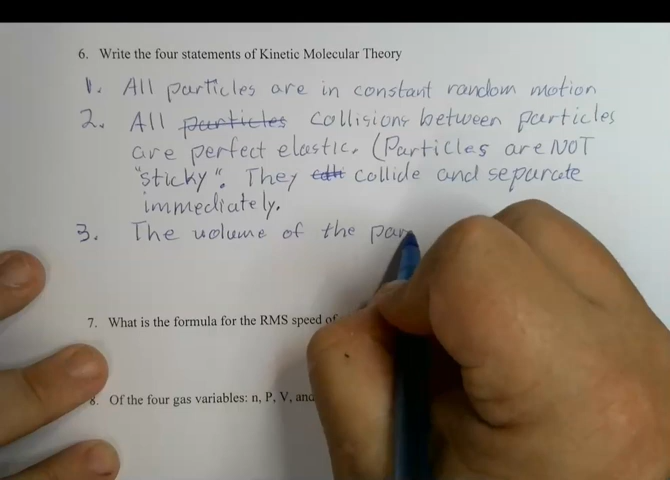 6. Write the four statements of Kinetic Molecular Theory
1. All particles are in constant random motion
2. All particles collisions between particles
are perfect elastic. (Particles are NOT
"sticky". They collide and separate
immediately.
3. The volume of the par
7. What is the formula for the RMS speed of
8. Of the four gas variables: n, P, V, and